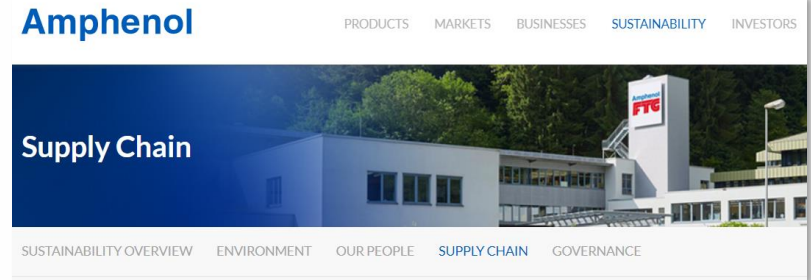 Amphenol PRODUCTS MARKETS BUSINESSES SUSTAINABILITY INVESTORS
Amphenol
FTG
Supply Chain
SUSTAINABILITY OVERVIEW ENVIRONMENT OUR PEOPLE SUPPLY CHAIN GOVERNANCE